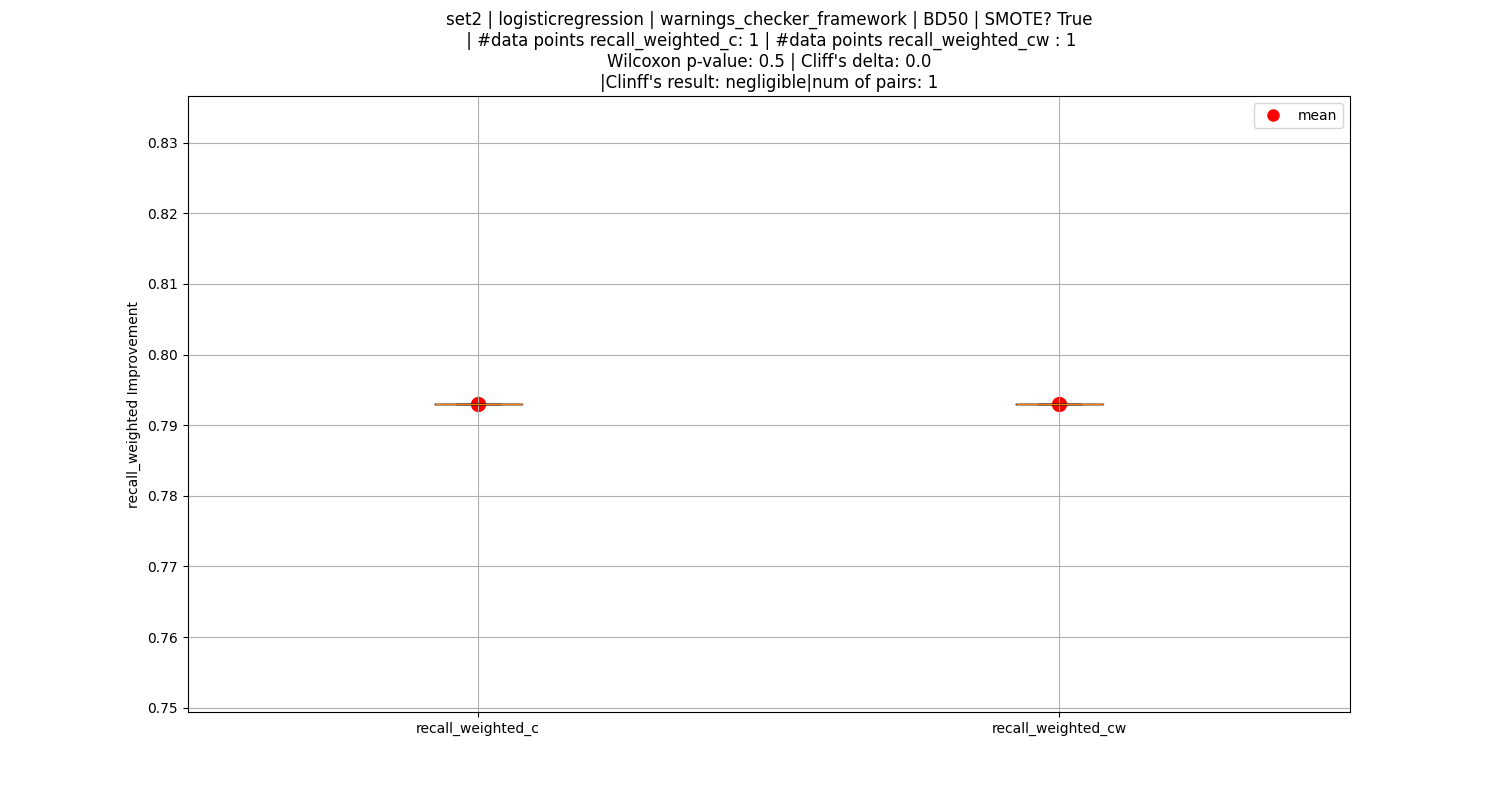 set2 | logisticregression | warnings_checker_framework | BD50 | SMOTE? True
| #data points recall_weighted_c: 1 | #data points recall_weighted_cw : 1
Wilcoxon p-value: 0.5 | Cliff's delta: 0.0
|Clinff's result: negligible|num of pairs: 1
mean
0.83
0.82
0.81
0.80
0.79
0.78
0.77
0.76
0.75
recall_weighted Improvement
recall_weighted_c
recall_weighted_cw